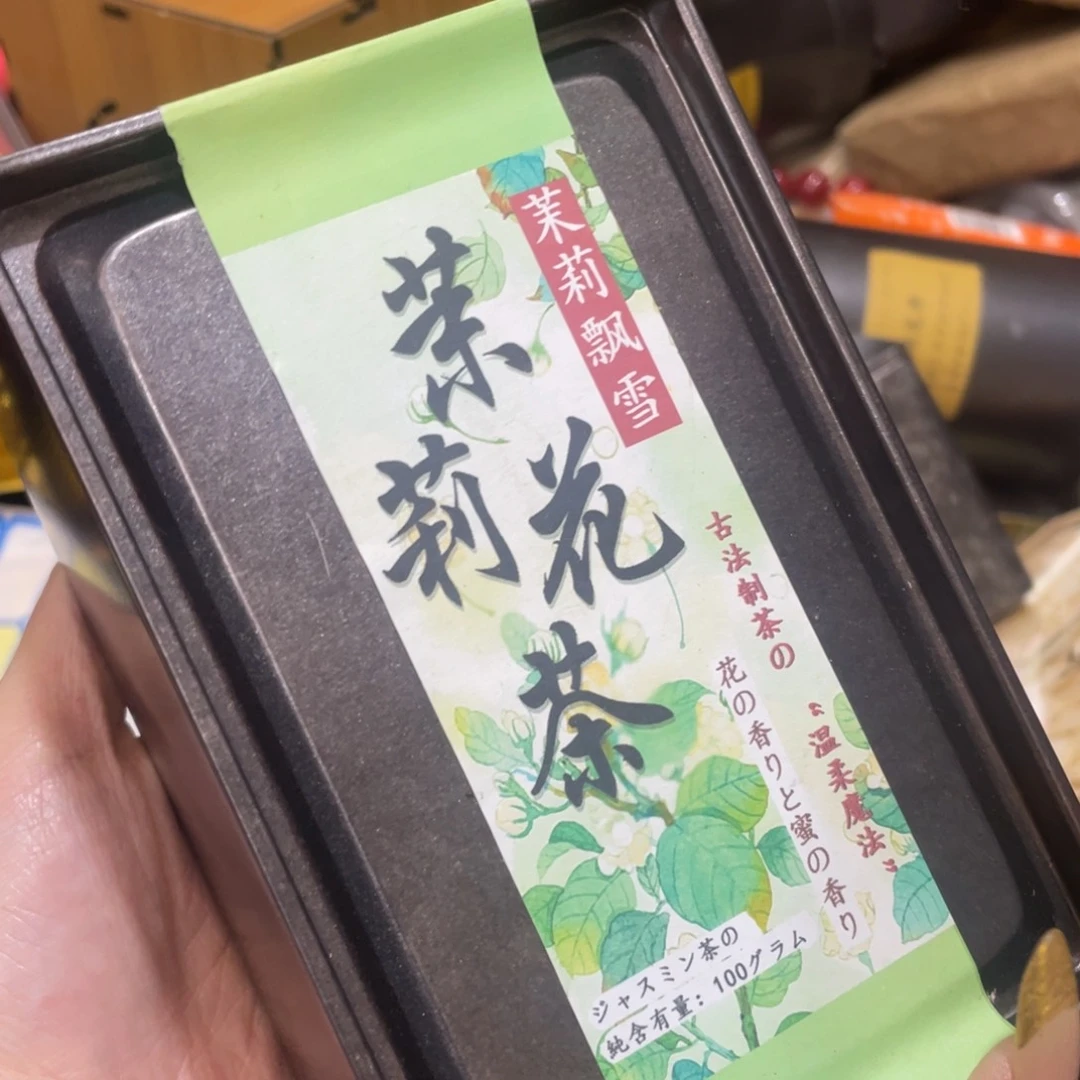 茉莉飘雪
茉莉
花茶
古法制茶の
“温柔魔法”
花の香りと蜜の香り
ジャスミン茶の
純含有量：100グラム